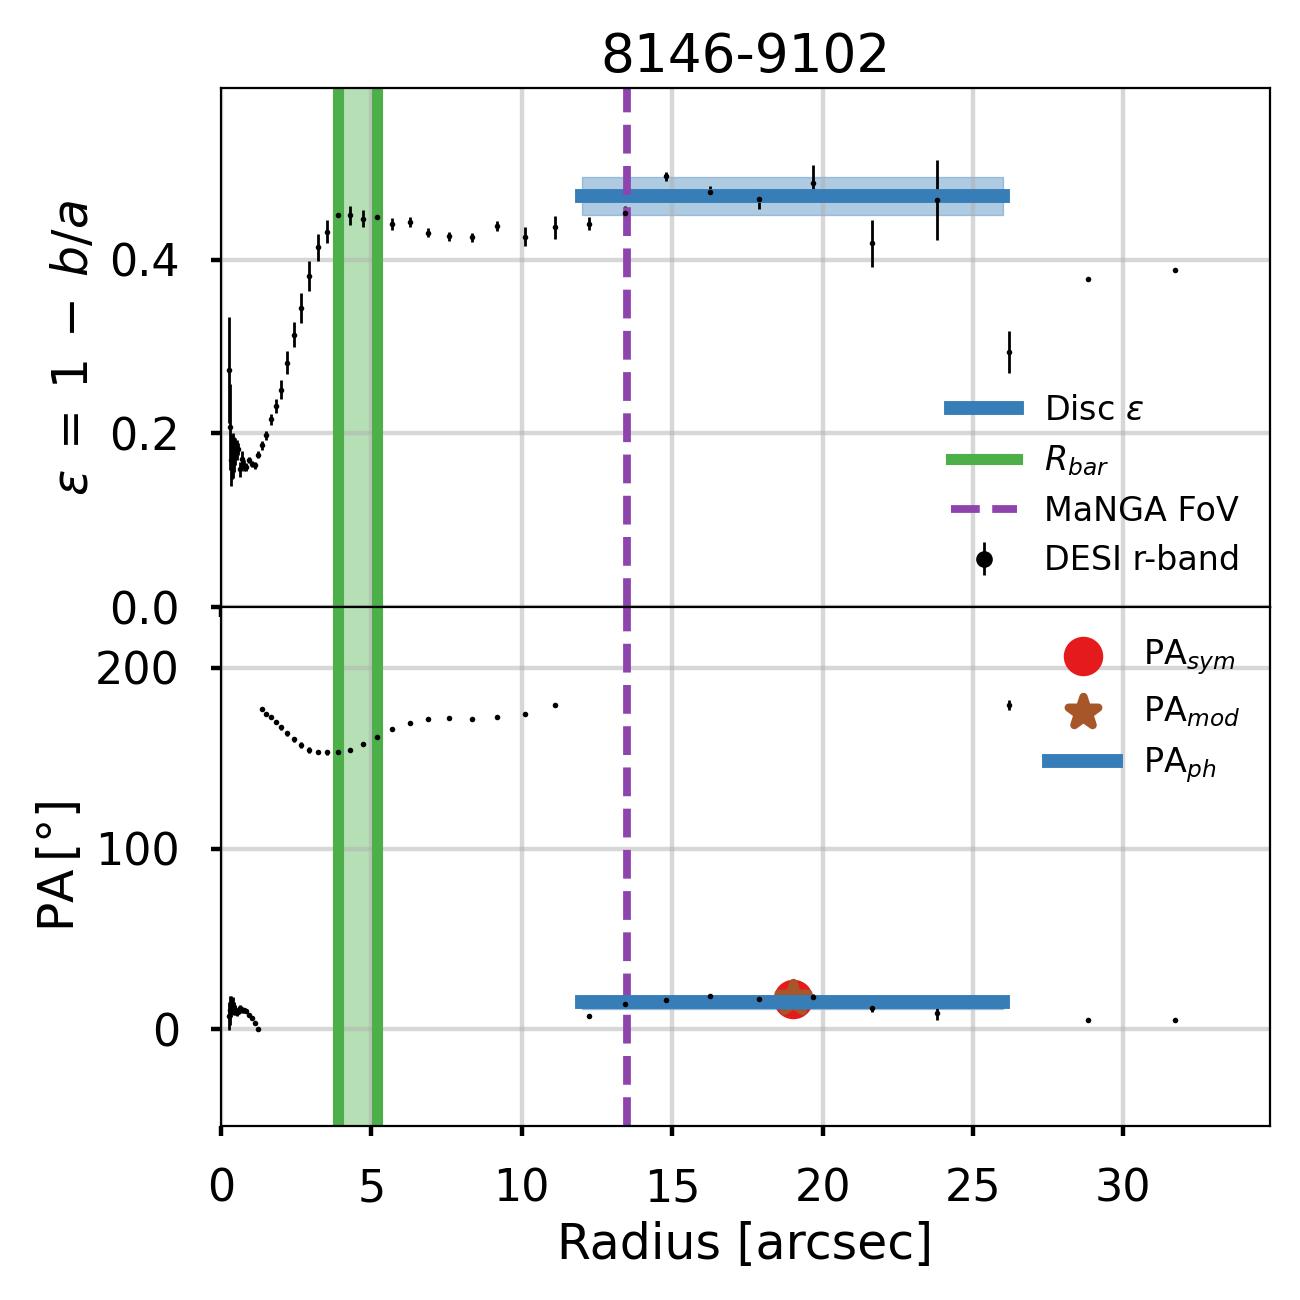 8146-9102
ε = 1 − b/a
0.4
0.2
0.0
Disc ε
R_bar
MaNGA FoV
DESI r-band
PA [°]
200
100
0
PA_sym
PA_mod
PA_ph
0 5 10 15 20 25 30
Radius [arcsec]